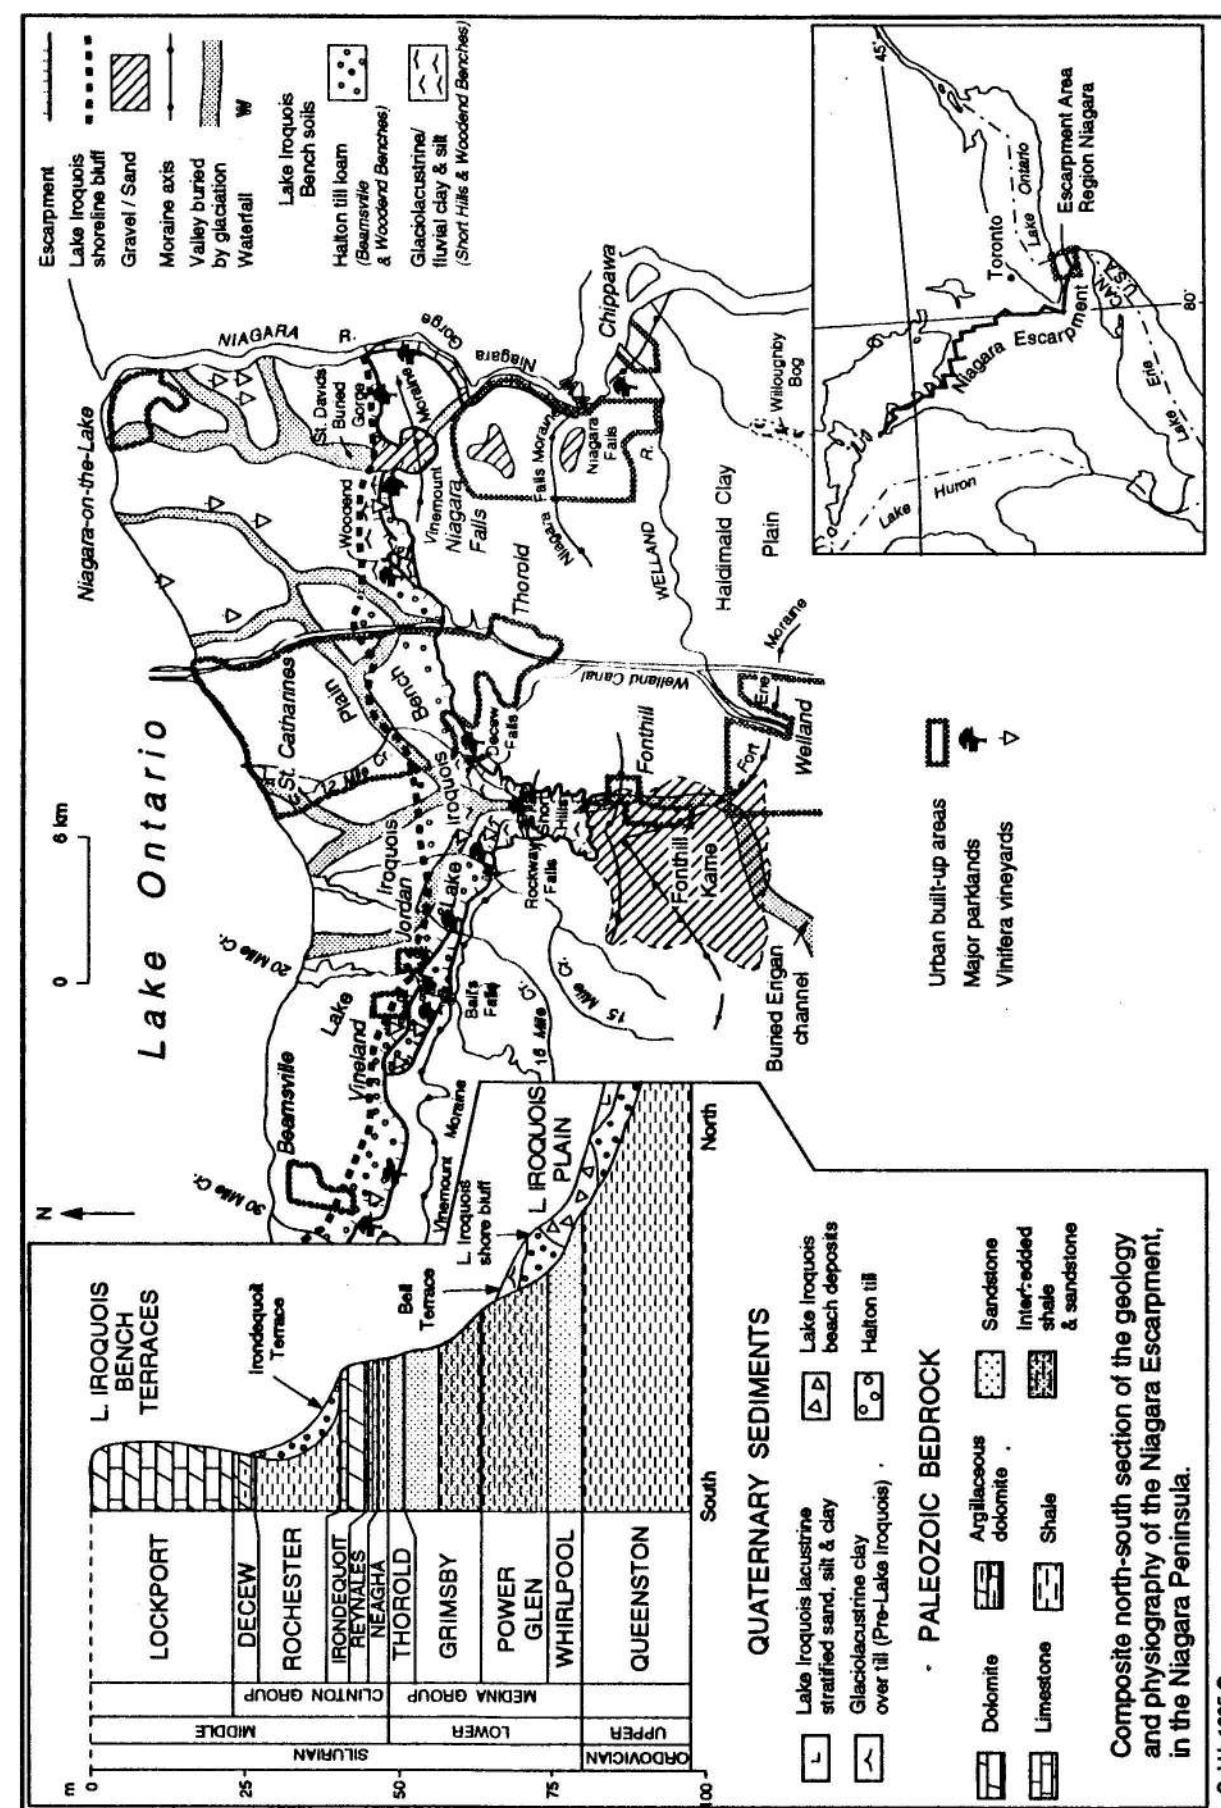 Escarpment
Lake Iroquois
shoreline bluff
Gravel / Sand
Moraine axis
Valley buried
by glaciation
Waterfall
Lake Iroquois
Bench soils
Halton till loam
(Beamsville
& Woodend Benches)
Glaciolacustrine/
fluvial clay & silt
(Short Hills & Woodend Benches)
45°
Toronto
Lake Ontario
Escarpment Area
Region Niagara
Niagara Escarpment
CAN.
U.S.A.
80°
Lake Erie
Lake Huron
N
0
6 km
Lake Ontario
Niagara-on-the-Lake
NIAGARA
R.
Niagara
Gorge
Chippawa
St. Davids
Buried
Gorge
Moraine
Vinemount
Woodend
Niagara
Falls
Niagara Falls Moraine
Niagara
Falls
WELLAND
R.
Willoughby
Bog
Haldimaid Clay
Plain
Thorold
St. Cathannes
Plain
Bench
Iroquois
12 Mile Cr.
Decew
Falls
Welland Canal
Fonthill
Short
Hills
Erie
Moraine
Fort
Welland
Iroquois
Jordan
Lake
Rockway
Falls
Fonthill
Kame
20 Mile Cr.
Lake
Vineland
Ball's
Falls
16 Mile
Cr.
15 Mile Cr.
Buried Erigan
channel
Beamsville
30 Mile Cr.
Vinemount Moraine
Urban built-up areas
Major parklands
Vinifera vineyards
L. IROQUOIS
BENCH
TERRACES
Irondequoit
Terrace
Bell
Terrace
L. Iroquois
shore bluff
L. IROQUOIS
PLAIN
South
North
LOCKPORT
DECEW
ROCHESTER
IRONDEQUOIT
REYNALES
NEAGHA
THOROLD
GRIMSBY
POWER
GLEN
WHIRLPOOL
QUEENSTON
CLINTON GROUP
MEDINA GROUP
MIDDLE
LOWER
UPPER
SILURIAN
ORDOVICIAN
m
0
25
50
75
100
QUATERNARY SEDIMENTS
Lake Iroquois lacustrine
stratified sand, silt & clay
Glaciolacustrine clay
over till (Pre-Lake Iroquois)
Lake Iroquois
beach deposits
Halton till
PALEOZOIC BEDROCK
Dolomite
Limestone
Argillaceous
dolomite
Shale
Sandstone
Interbedded
shale
& sandstone
Composite north-south section of the geology
and physiography of the Niagara Escarpment,
in the Niagara Peninsula.